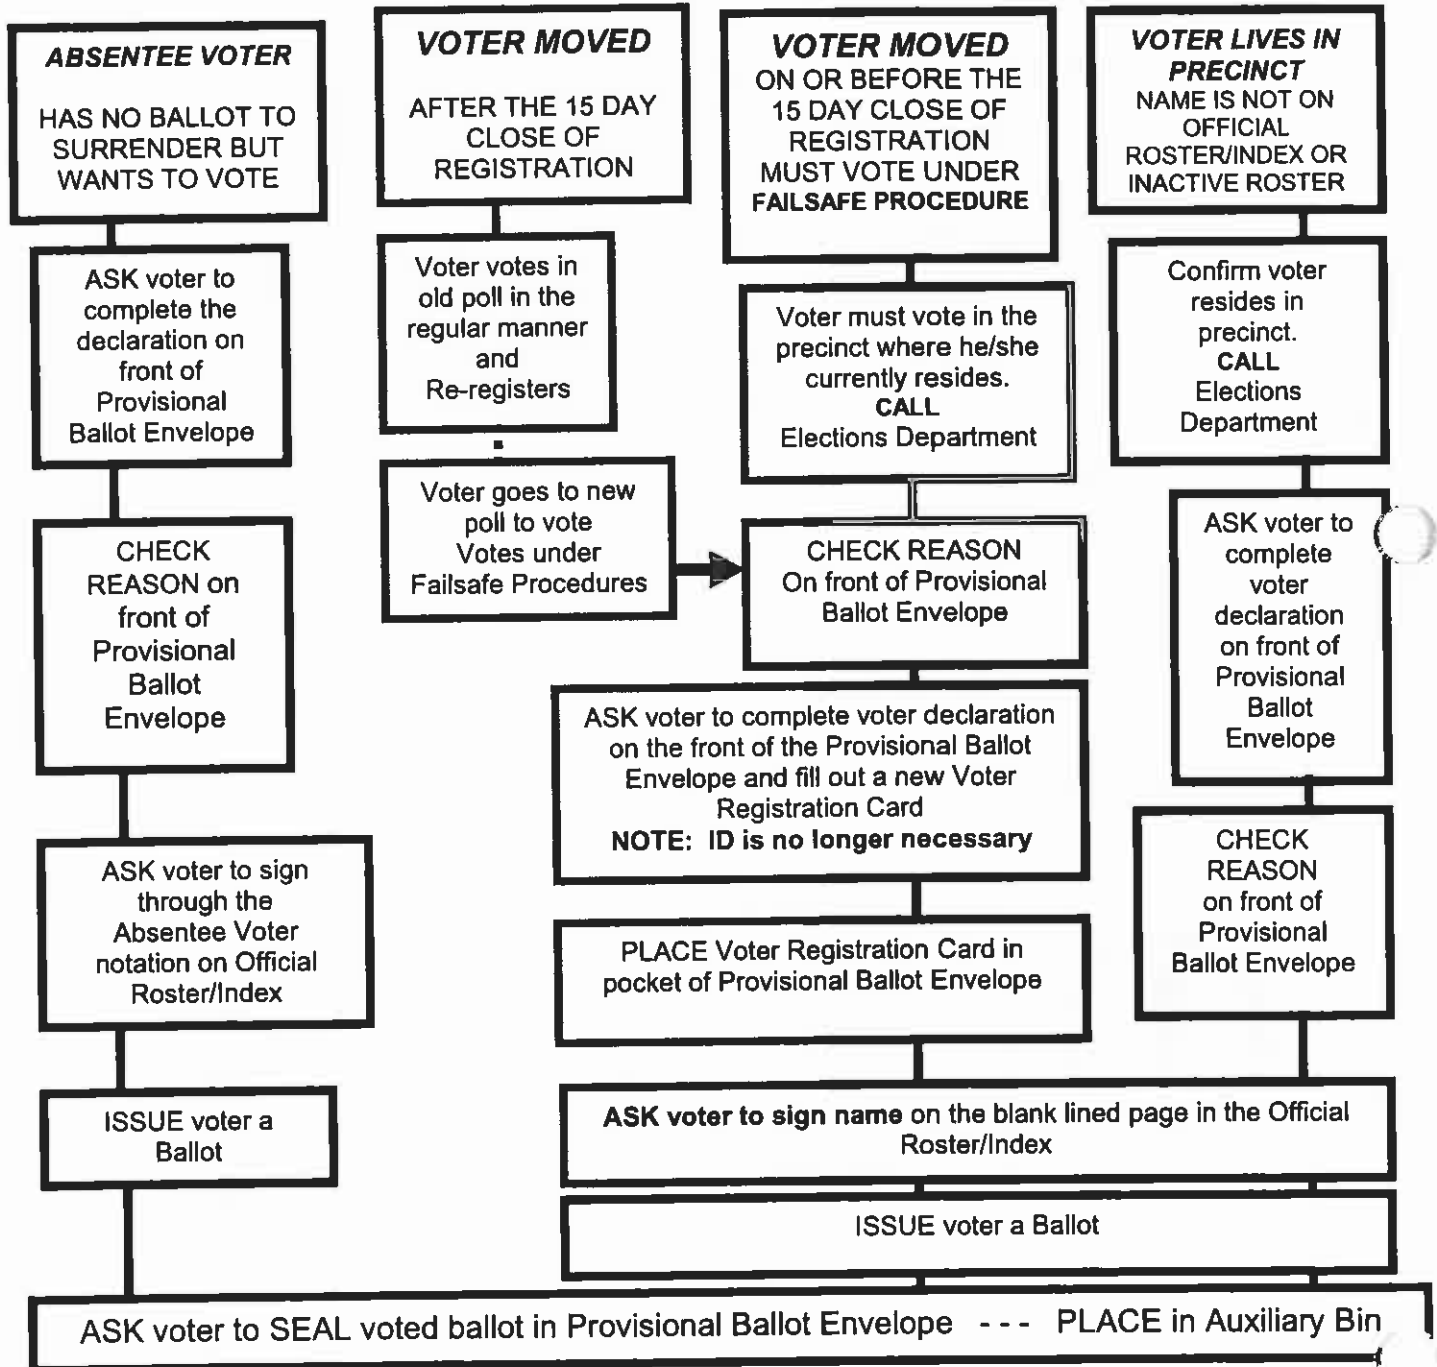 ABSENTEE VOTER
HAS NO BALLOT TO
SURRENDER BUT
WANTS TO VOTE
ASK voter to
complete the
declaration on
front of
Provisional
Ballot Envelope
CHECK
REASON on
front of
Provisional
Ballot
Envelope
ASK voter to sign
through the
Absentee Voter
notation on Official
Roster/Index
ISSUE voter a
Ballot
VOTER MOVED
AFTER THE 15 DAY
CLOSE OF
REGISTRATION
Voter votes in
old poll in the
regular manner
and
Re-registers
Voter goes to new
poll to vote
Votes under
Failsafe Procedures
VOTER MOVED
ON OR BEFORE THE
15 DAY CLOSE OF
REGISTRATION
MUST VOTE UNDER
FAILSAFE PROCEDURE
Voter must vote in the
precinct where he/she
currently resides.
CALL
Elections Department
CHECK REASON
On front of Provisional
Ballot Envelope
ASK voter to complete voter declaration
on the front of the Provisional Ballot
Envelope and fill out a new Voter
Registration Card
NOTE: ID is no longer necessary
PLACE Voter Registration Card in
pocket of Provisional Ballot Envelope
VOTER LIVES IN
PRECINCT
NAME IS NOT ON
OFFICIAL
ROSTER/INDEX OR
INACTIVE ROSTER
Confirm voter
resides in
precinct.
CALL
Elections
Department
ASK voter to
complete
voter
declaration
on front of
Provisional
Ballot
Envelope
CHECK
REASON
on front of
Provisional
Ballot Envelope
ASK voter to sign name on the blank lined page in the Official
Roster/Index
ISSUE voter a Ballot
ASK voter to SEAL voted ballot in Provisional Ballot Envelope --- PLACE in Auxiliary Bin